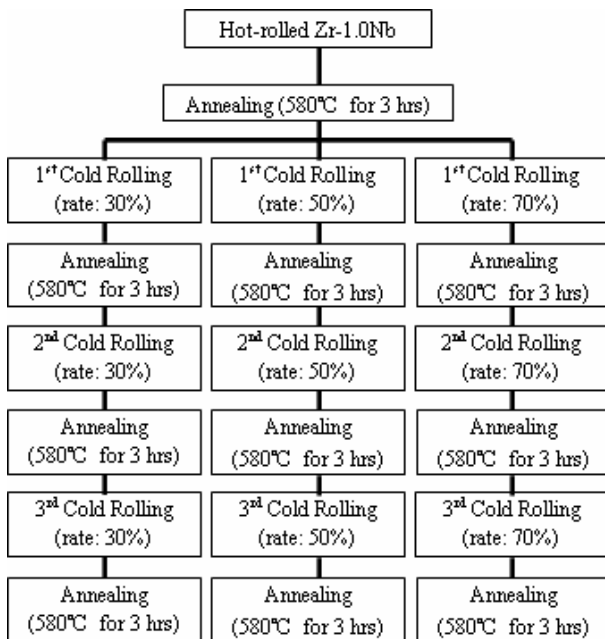 Hot-rolled Zr-1.0Nb
Annealing (580℃ for 3 hrs)
1st Cold Rolling
(rate: 30%)
1st Cold Rolling
(rate: 50%)
1st Cold Rolling
(rate: 70%)
Annealing
(580℃ for 3 hrs)
Annealing
(580℃ for 3 hrs)
Annealing
(580℃ for 3 hrs)
2nd Cold Rolling
(rate: 30%)
2nd Cold Rolling
(rate: 50%)
2nd Cold Rolling
(rate: 70%)
Annealing
(580℃ for 3 hrs)
Annealing
(580℃ for 3 hrs)
Annealing
(580℃ for 3 hrs)
3rd Cold Rolling
(rate: 30%)
3rd Cold Rolling
(rate: 50%)
3rd Cold Rolling
(rate: 70%)
Annealing
(580℃ for 3 hrs)
Annealing
(580℃ for 3 hrs)
Annealing
(580℃ for 3 hrs)